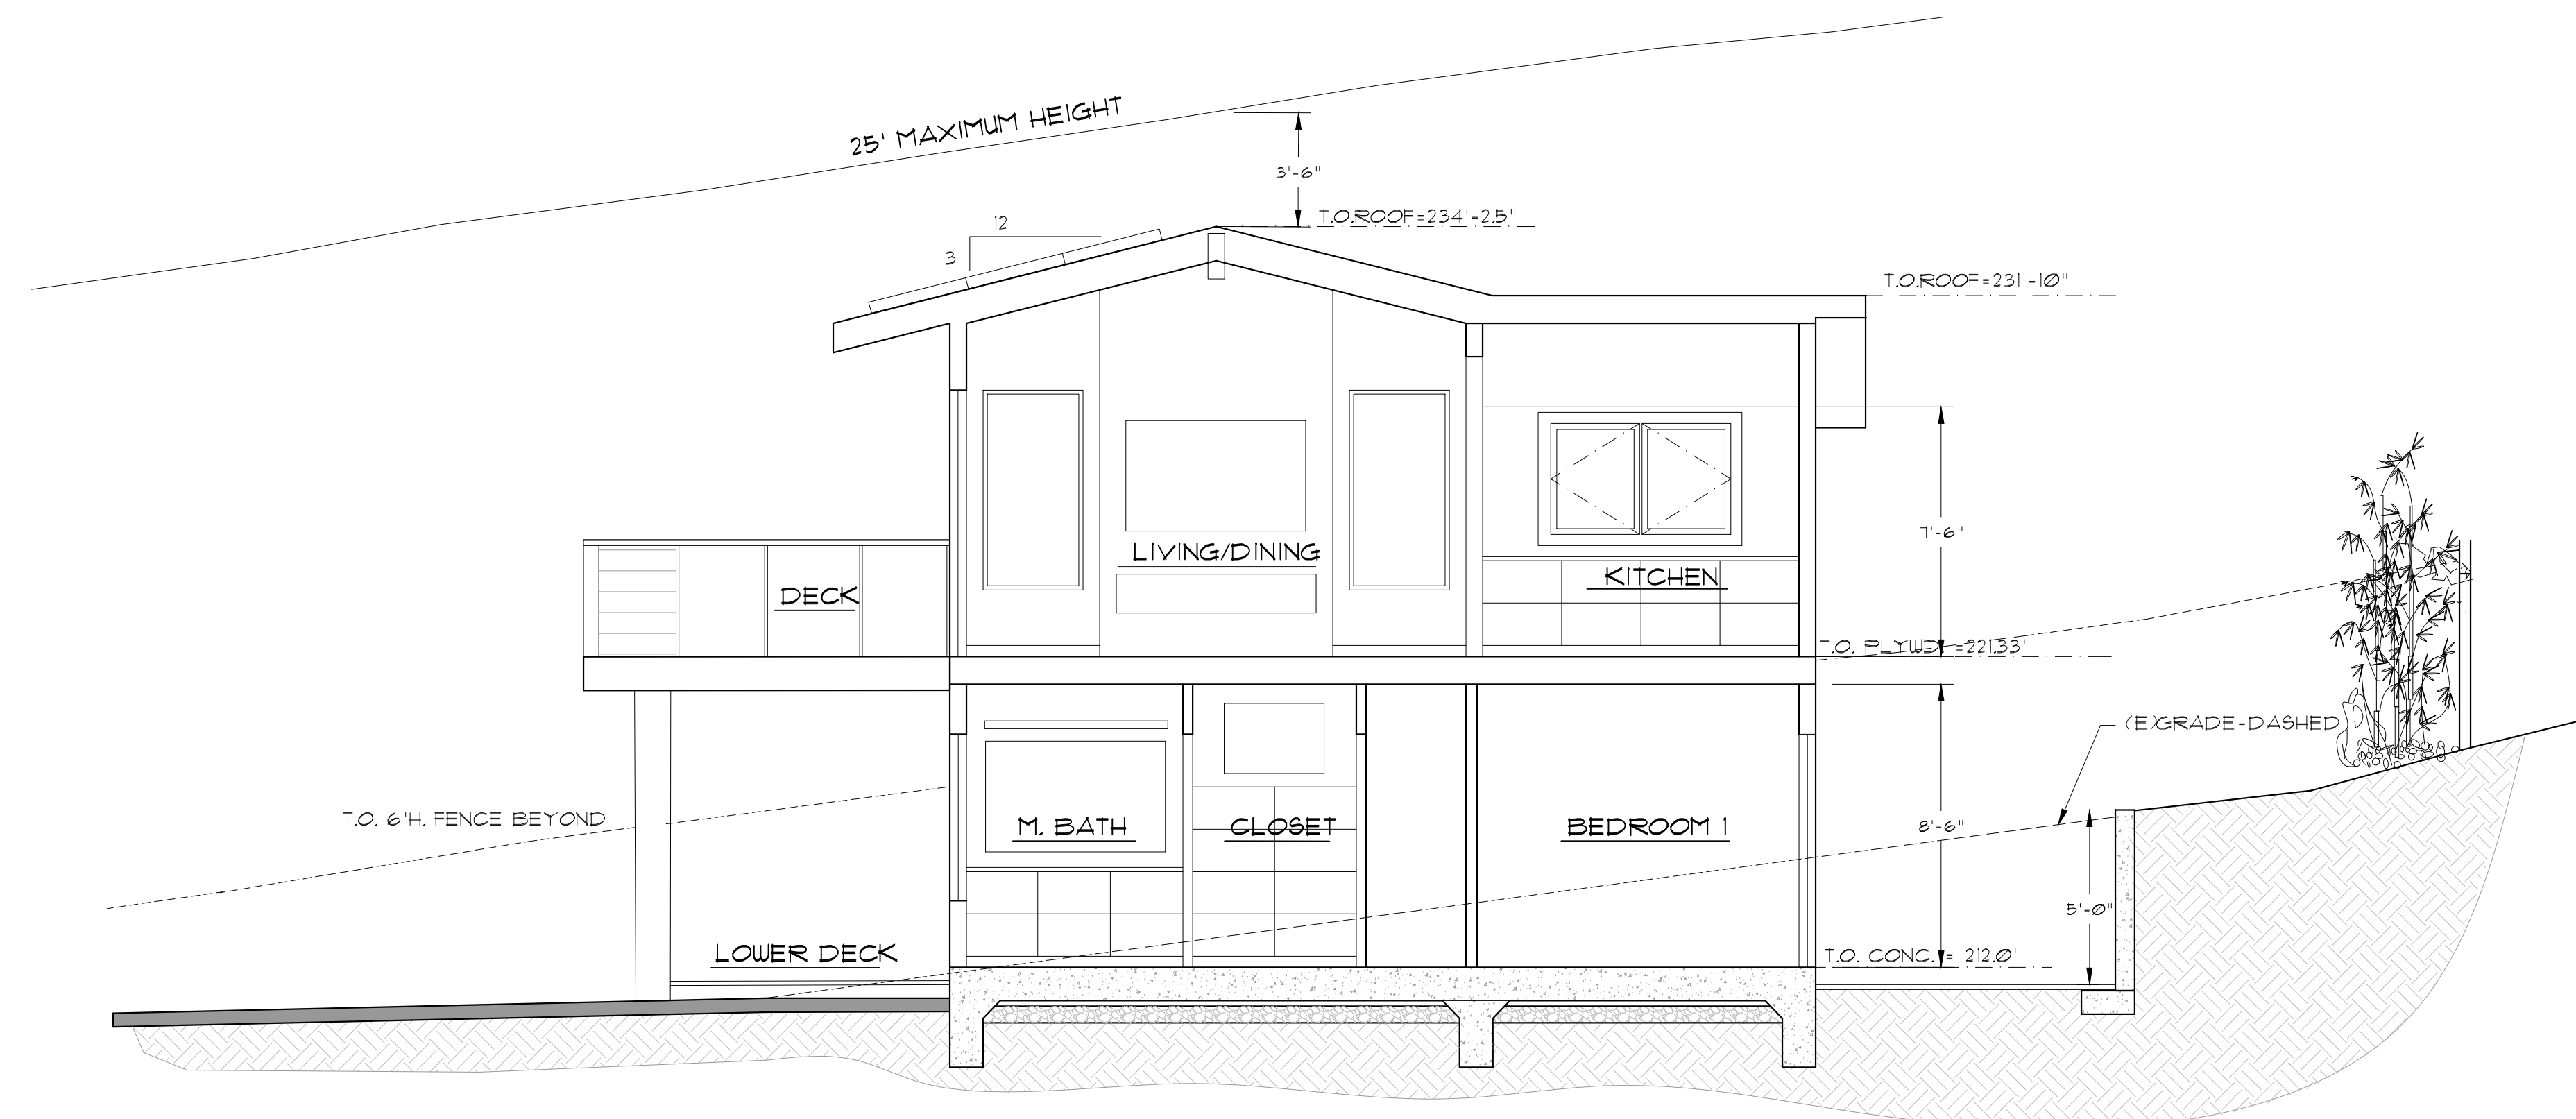 25' MAXIMUM HEIGHT
3'-6"
T.O.ROOF=234'-2.5"
12
3
T.O.ROOF=231'-10"
7'-6"
LIVING/DINING
KITCHEN
DECK
T.O. PLYWD. =221.33'
(E)GRADE-DASHED
T.O. 6'H. FENCE BEYOND
M. BATH
CLOSET
BEDROOM 1
8'-6"
5'-0"
LOWER DECK
T.O. CONC. = 212.0'